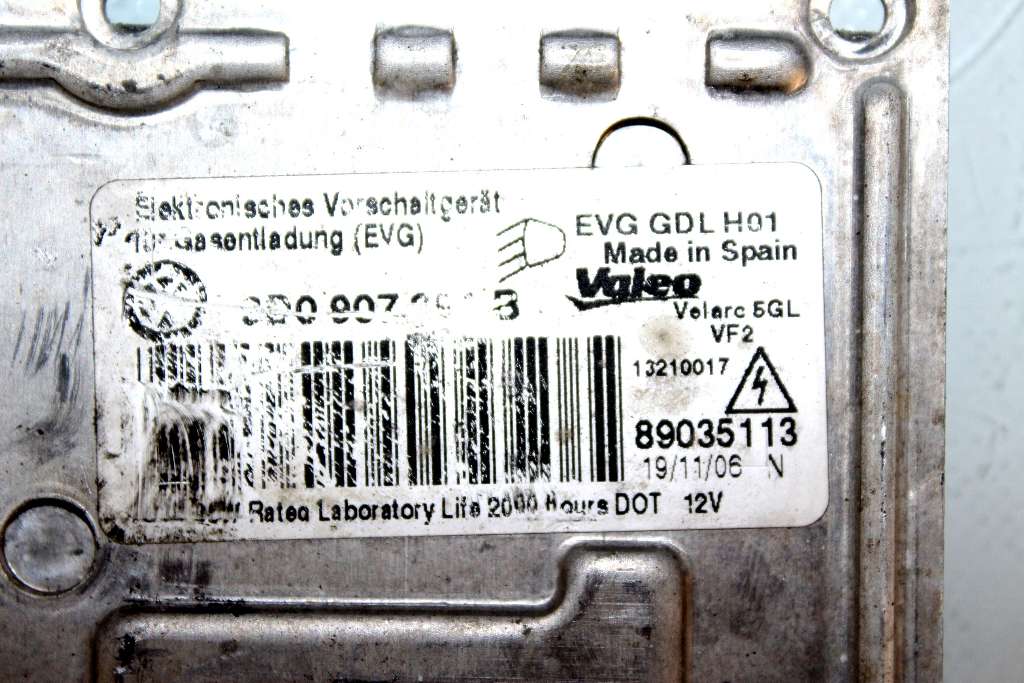 Elektronisches Vorschaltgerät
für Gasentladung (EVG)
EVG GDL H01
Made in Spain
Valeo
Velarc 5GL
VF2
13210017
89035113
19/11/06 N
Rated Laboratory Life 2000 hours DOT 12V